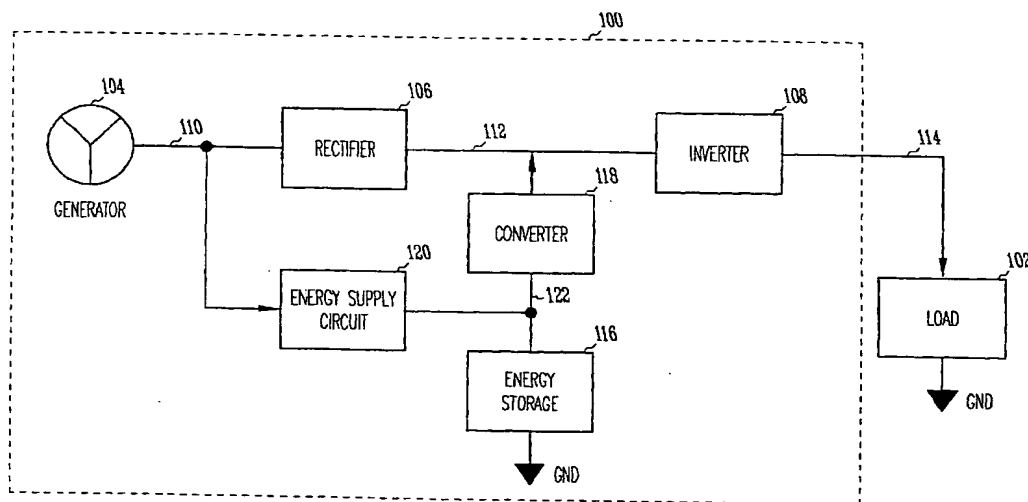 100
104
106
108
110
RECTIFIER
112
INVERTER
114
GENERATOR
118
CONVERTER
120
ENERGY SUPPLY
CIRCUIT
122
102
LOAD
116
ENERGY
STORAGE
GND
GND